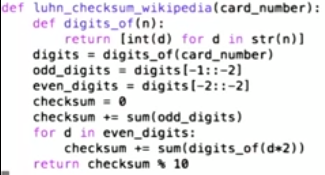 def luhn_checksum_wikipedia(card_number):
    def digits_of(n):
        return [int(d) for d in str(n)]
    digits = digits_of(card_number)
    odd_digits = digits[-1::-2]
    even_digits = digits[-2::-2]
    checksum = 0
    checksum += sum(odd_digits)
    for d in even_digits:
        checksum += sum(digits_of(d*2))
    return checksum % 10